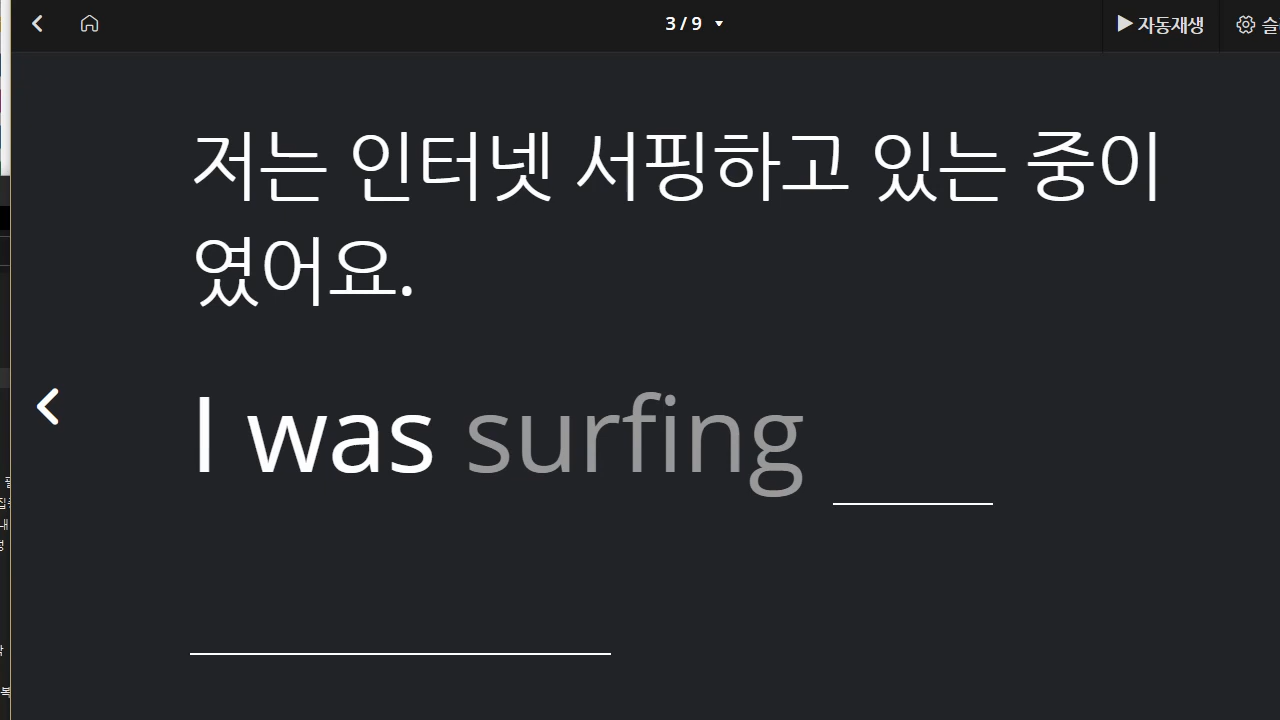 3 / 9
자동재생
슬
저는 인터넷 서핑하고 있는 중이
였어요.
I was surfing